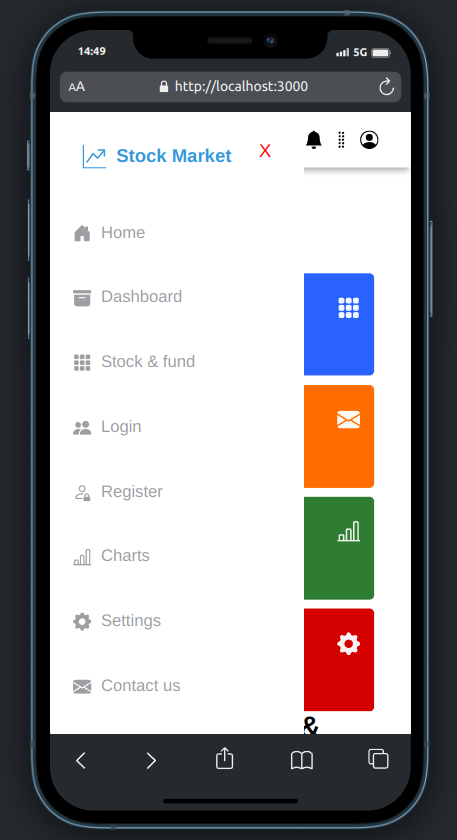 14:49
5G
AA
http://localhost:3000
Stock Market
X
Home
Dashboard
Stock & fund
Login
Register
Charts
Settings
Contact us
&